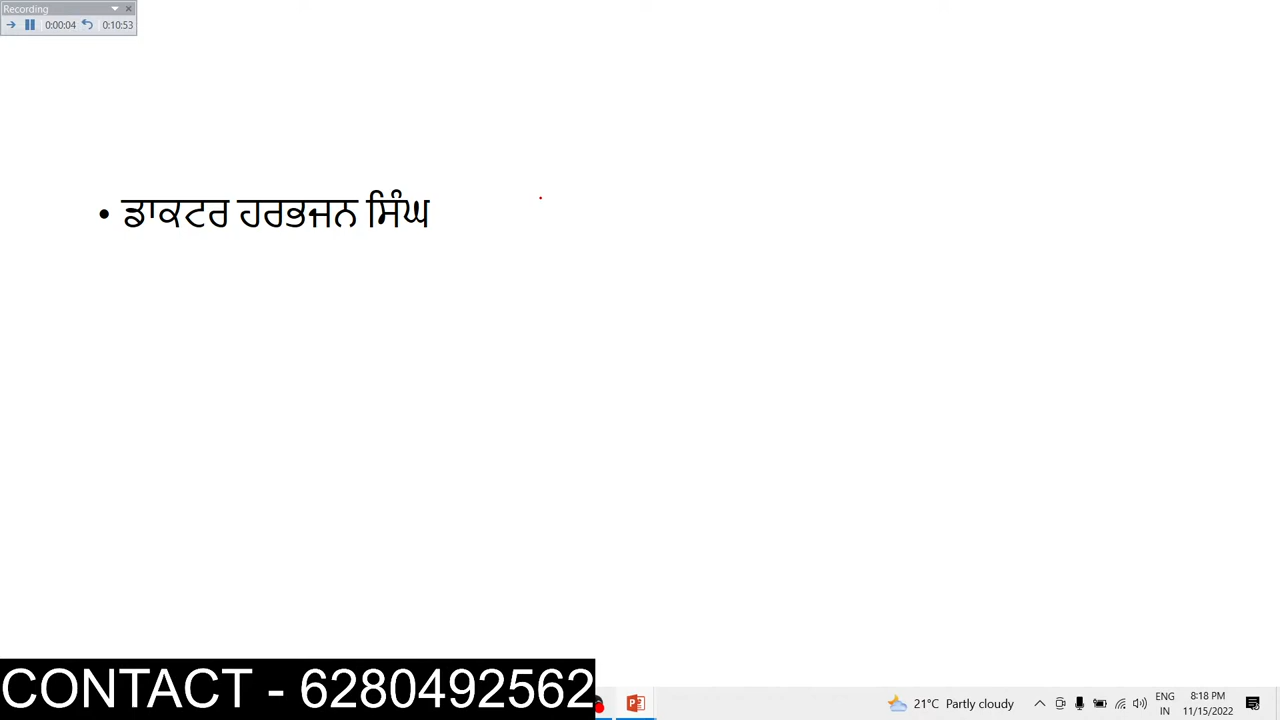 Recording
0:00:04 0:10:53
• ਡਾਕਟਰ ਹਰਭਜਨ ਸਿੰਘ
CONTACT - 6280492562
21°C Partly cloudy
ENG
IN
8:18 PM
11/15/2022